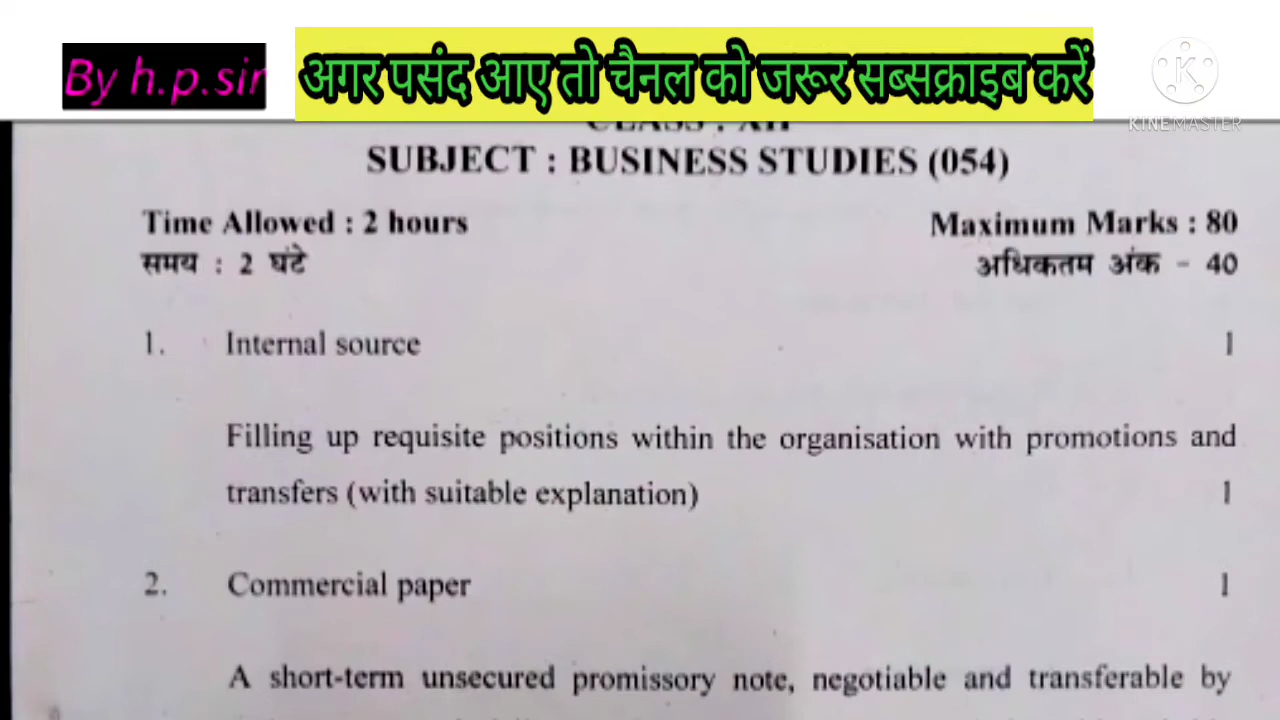 By h.p.sir
अगर पसंद आए तो चैनल को जरूर सब्सक्राइब करें
KINEMASTER
CLASS : XII
SUBJECT : BUSINESS STUDIES (054)
Time Allowed : 2 hours Maximum Marks : 80
समय : 2 घंटे अधिकतम अंक - 40
1. Internal source 1
Filling up requisite positions within the organisation with promotions and
transfers (with suitable explanation) 1
2. Commercial paper 1
A short-term unsecured promissory note, negotiable and transferable by